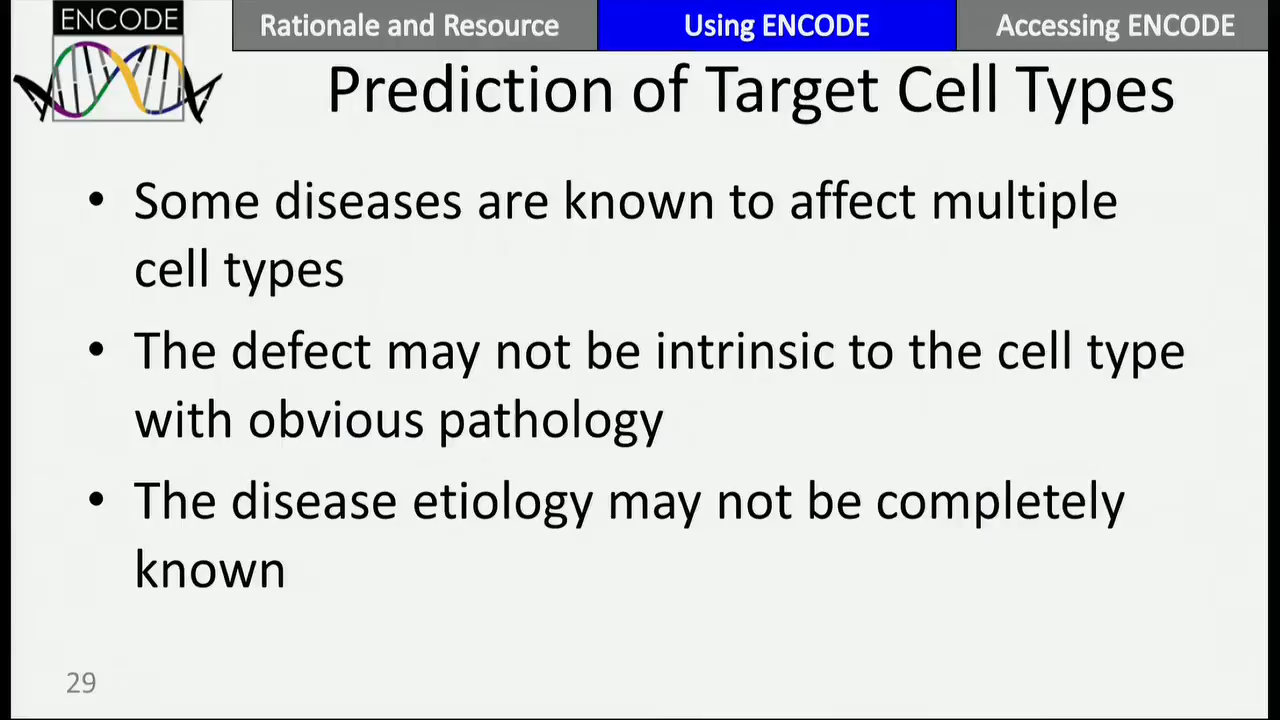 ENCODE
Rationale and Resource
Using ENCODE
Accessing ENCODE
Prediction of Target Cell Types
• Some diseases are known to affect multiple
cell types
• The defect may not be intrinsic to the cell type
with obvious pathology
• The disease etiology may not be completely
known
29